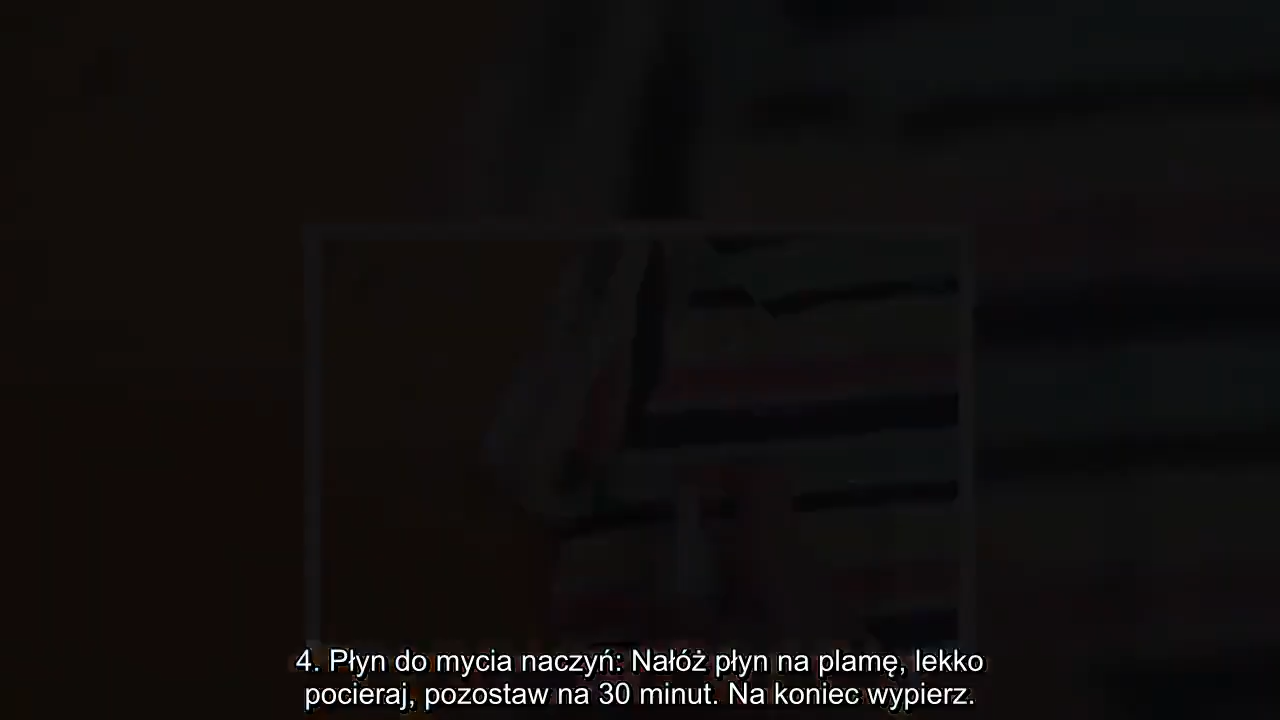 4. Płyn do mycia naczyń: Nałóż płyn na plamę, lekko
pocieraj, pozostaw na 30 minut. Na koniec wypierz.